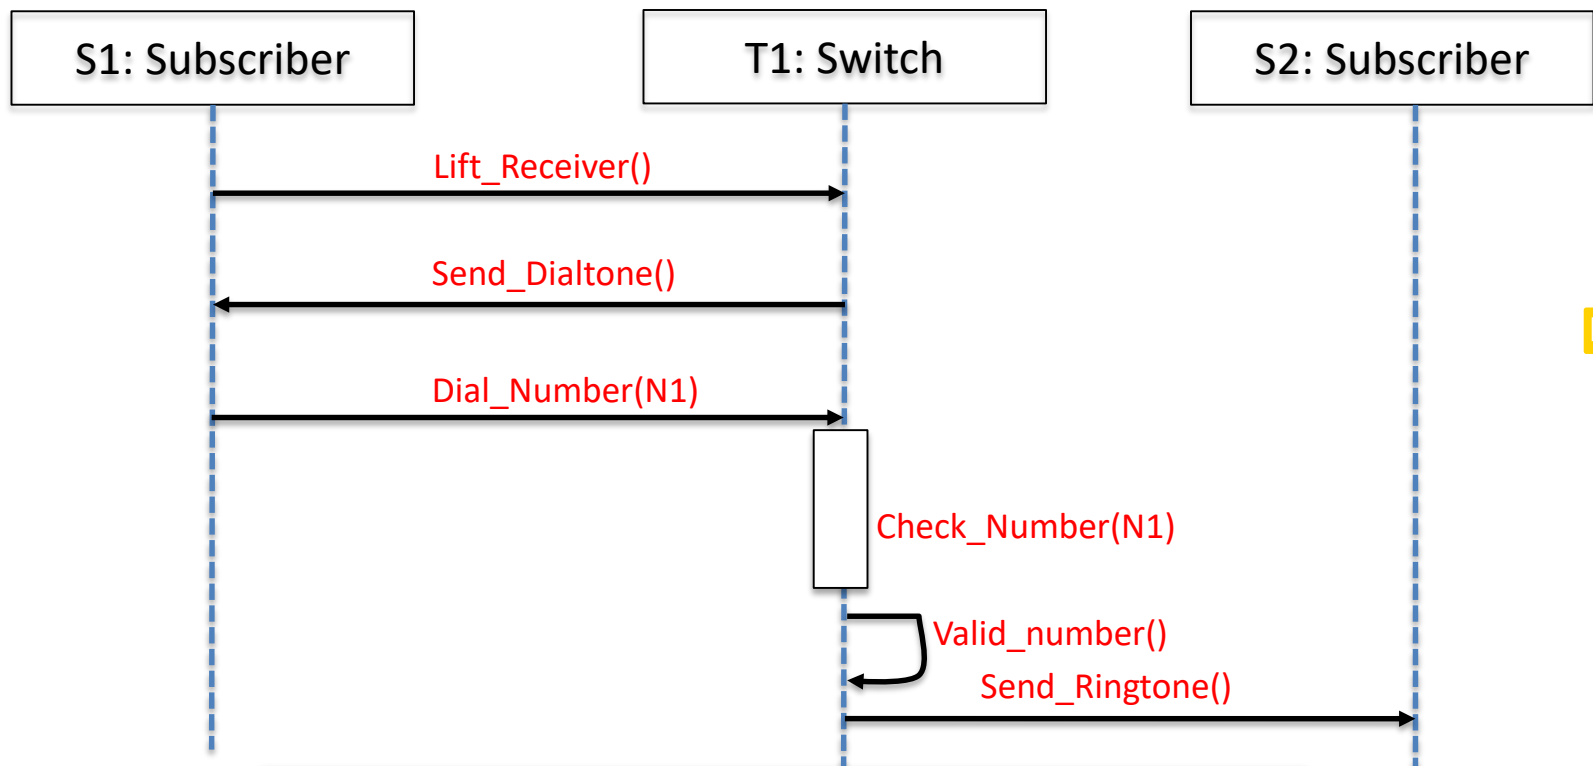 S1: Subscriber
T1: Switch
S2: Subscriber
Lift_Receiver()
Send_Dialtone()
Dial_Number(N1)
Check_Number(N1)
Valid_number()
Send_Ringtone()